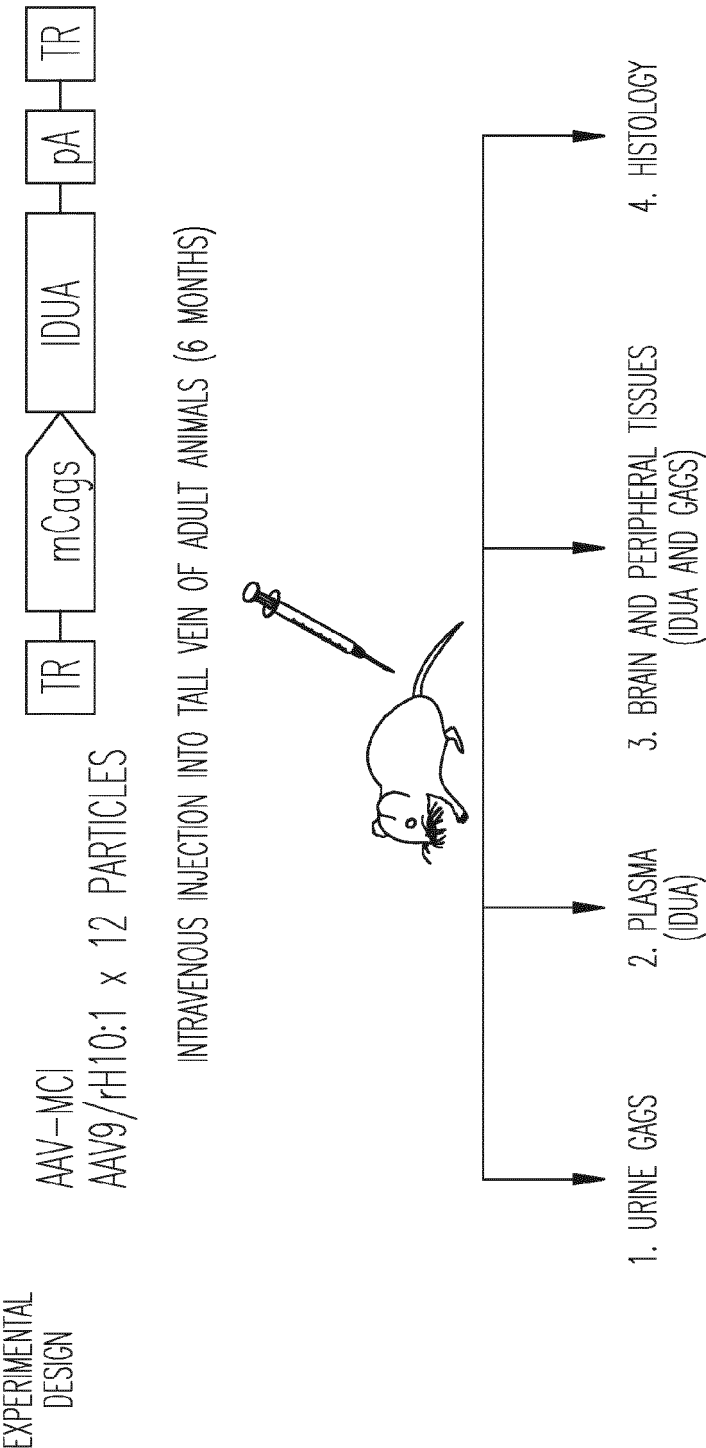 EXPERIMENTAL
DESIGN
AAV-MCI
AAV9/rH10:1 x 12 PARTICLES
TR mCags IDUA pA TR
INTRAVENOUS INJECTION INTO TALL VEIN OF ADULT ANIMALS (6 MONTHS)
1. URINE GAGS
2. PLASMA
(IDUA)
3. BRAIN AND PERIPHERAL TISSUES
(IDUA AND GAGS)
4. HISTOLOGY